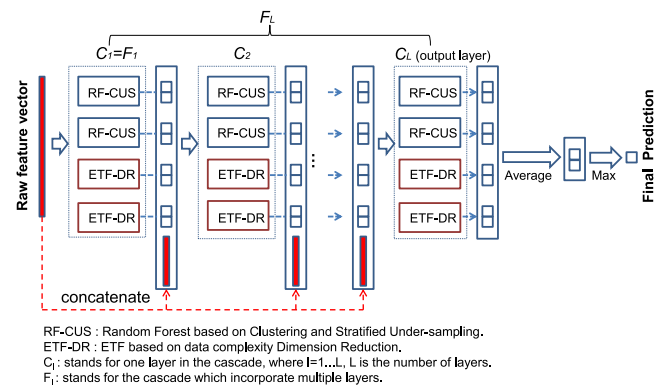 F_L
C_1=F_1
C_2
C_L (output layer)
Raw feature vector
RF-CUS
RF-CUS
ETF-DR
ETF-DR
RF-CUS
RF-CUS
ETF-DR
ETF-DR
...
RF-CUS
RF-CUS
ETF-DR
ETF-DR
Average
Max
Final Prediction
concatenate
RF-CUS : Random Forest based on Clustering and Stratified Under-sampling.
ETF-DR : ETF based on data complexity Dimension Reduction.
C_l : stands for one layer in the cascade, where l=1...L, L is the number of layers.
F_l : stands for the cascade which incorporate multiple layers.